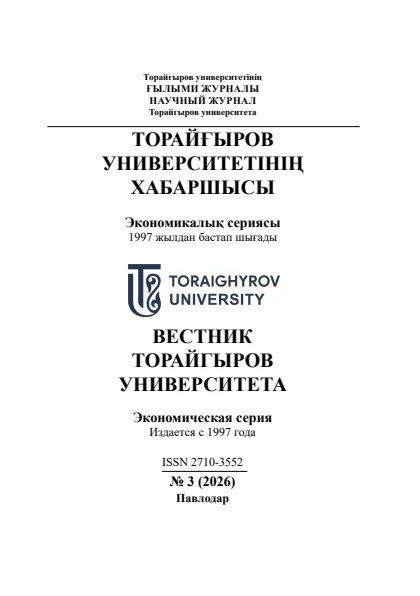 Торайғыров университетінің
ҒЫЛЫМИ ЖУРНАЛЫ
НАУЧНЫЙ ЖУРНАЛ
Торайгыров университета
ТОРАЙҒЫРОВ
УНИВЕРСИТЕТІНІҢ
ХАБАРШЫСЫ
Экономикалық сериясы
1997 жылдан бастап шығады
TORAIGHYROV
UNIVERSITY
ВЕСТНИК
ТОРАЙГЫРОВ
УНИВЕРСИТЕТА
Экономическая серия
Издается с 1997 года
ISSN 2710-3552
№ 3 (2026)
Павлодар